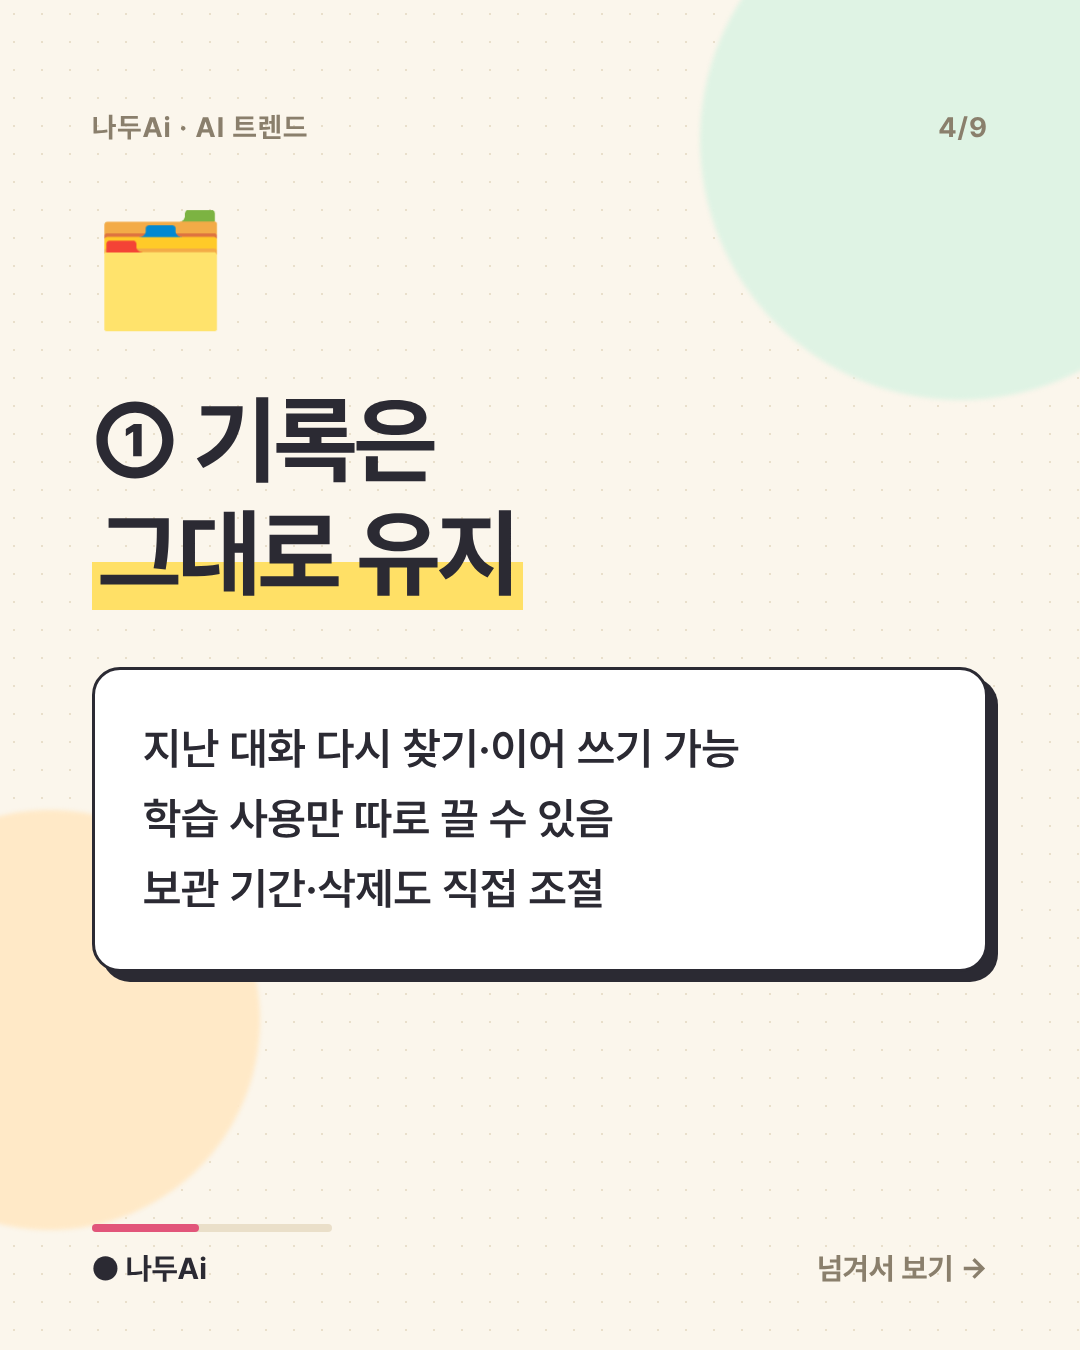 나두Ai · AI 트렌드
4/9
① 기록은
그대로 유지
지난 대화 다시 찾기·이어 쓰기 가능
학습 사용만 따로 끌 수 있음
보관 기간·삭제도 직접 조절
● 나두Ai
넘겨서 보기 →